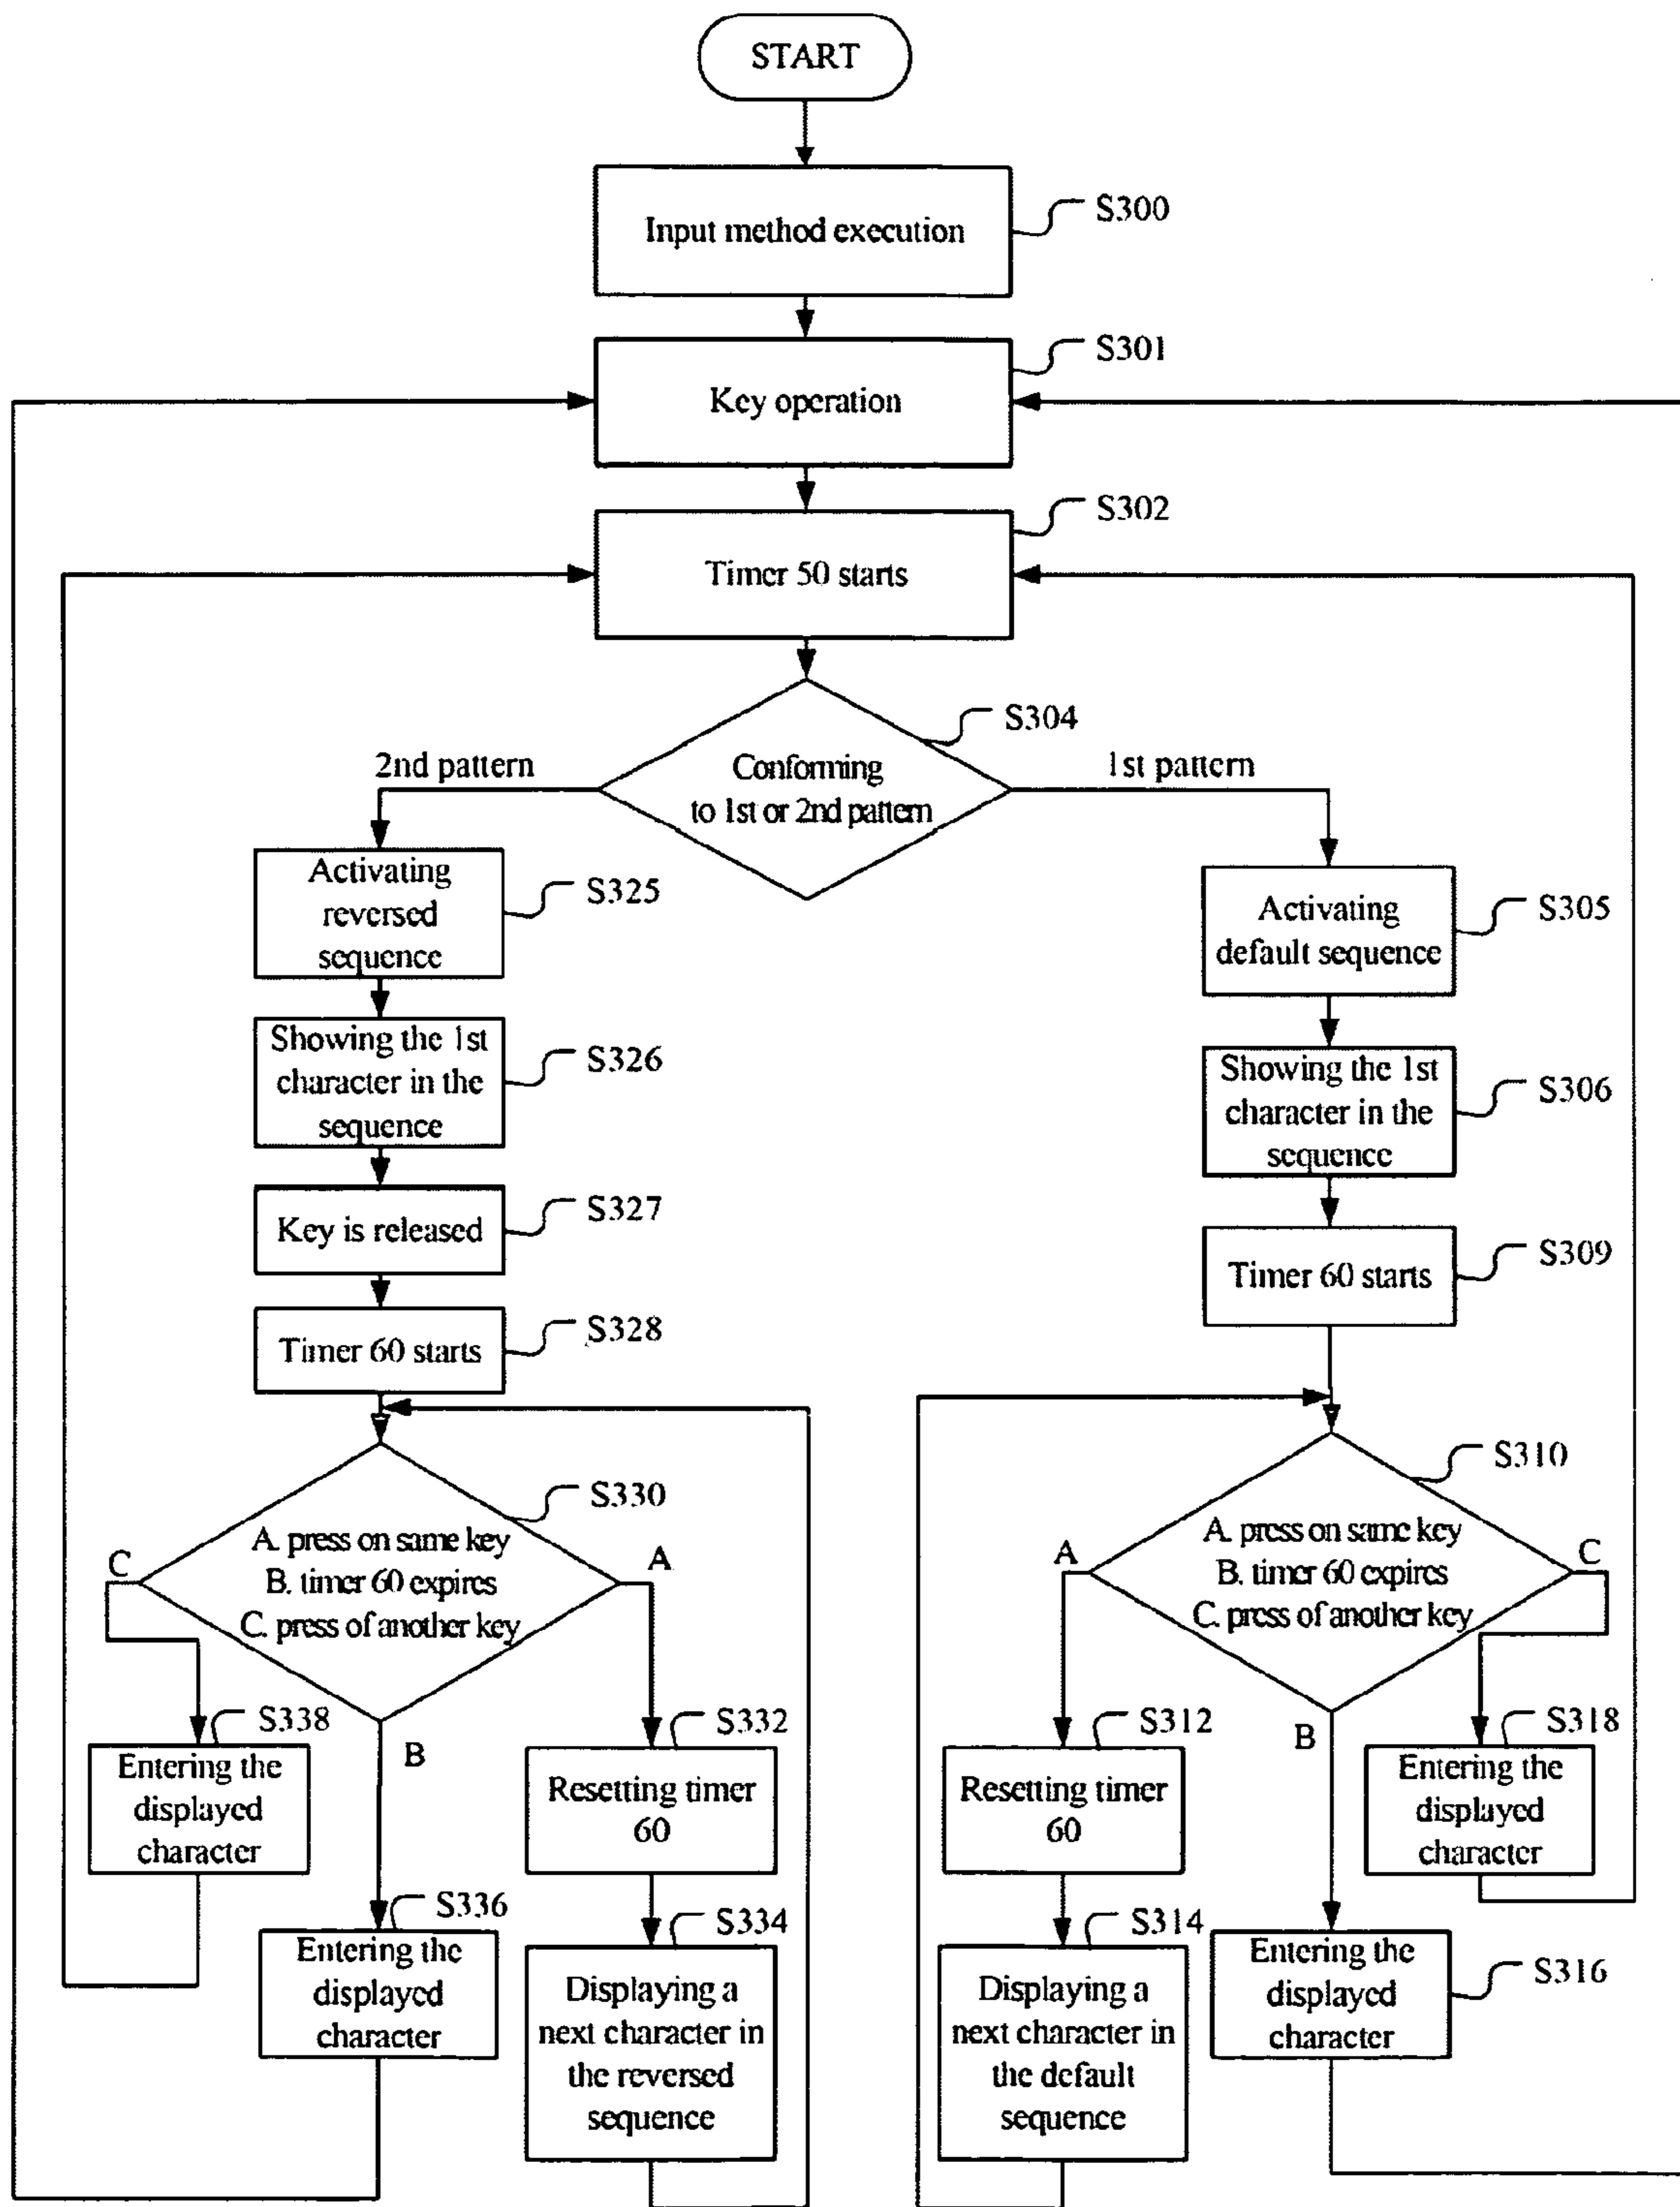 START
Input method execution
S300
Key operation
S301
Timer 50 starts
S302
Conforming
to 1st or 2nd pattern
S304
2nd pattern
1st pattern
Activating
reversed
sequence
S325
Showing the 1st
character in the
sequence
S326
Key is released
S327
Timer 60 starts
S328
A. press on same key
B. timer 60 expires
C. press of another key
S330
C
A
B
S338
Entering the
displayed
character
S336
Entering the
displayed
character
S332
Resetting timer
60
S334
Displaying a
next character in
the reversed
sequence
Activating
default sequence
S305
Showing the 1st
character in the
sequence
S306
Timer 60 starts
S309
A. press on same key
B. timer 60 expires
C. press of another key
S310
A
C
B
S312
Resetting timer
60
S314
Displaying a
next character in
the default
sequence
S318
Entering the
displayed
character
Entering the
displayed
character
S316